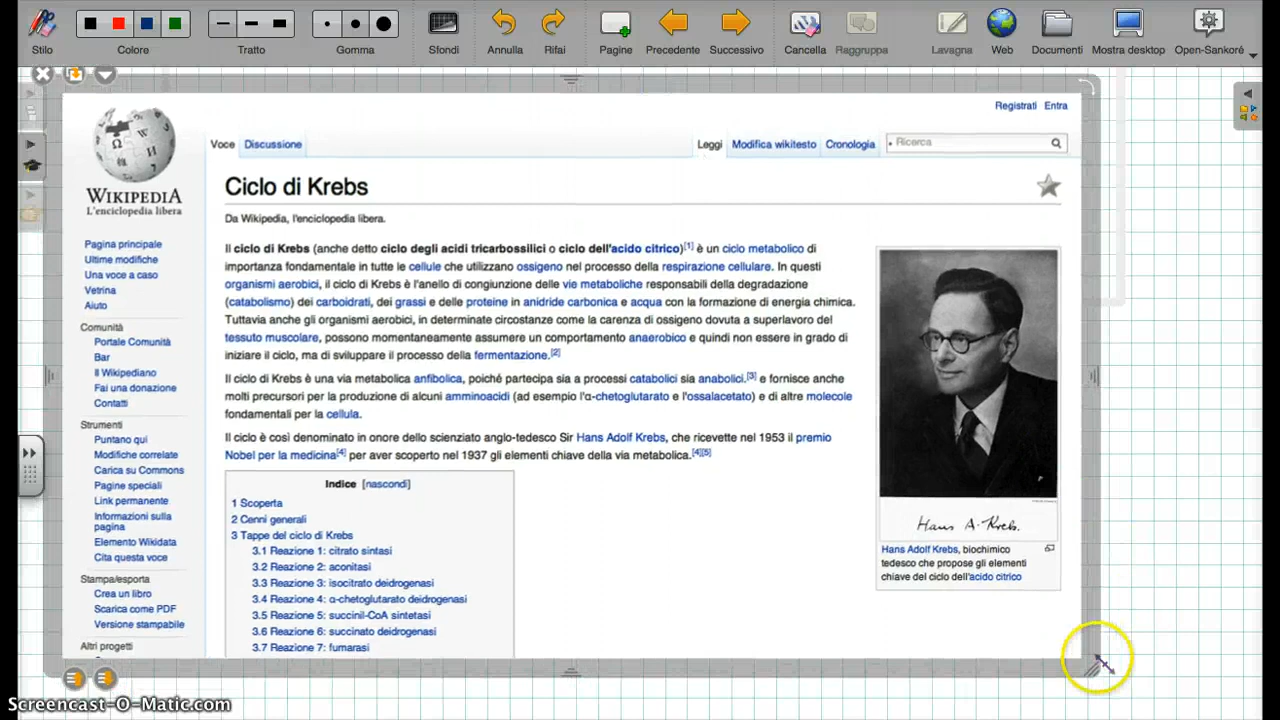 Stilo
Colore
Tratto
Gomma
Sfondi
Annulla
Rifai
Pagine
Precedente
Successivo
Cancella
Raggruppa
Lavagna
Web
Documenti
Mostra desktop
Open-Sankoré
Registrati Entra
Voce Discussione
Leggi Modifica wikitesto Cronologia
Ricerca
WIKIPEDIA
L'enciclopedia libera
Pagina principale
Ultime modifiche
Una voce a caso
Vetrina
Aiuto
Comunità
Portale Comunità
Bar
Il Wikipediano
Fai una donazione
Contatti
Strumenti
Puntano qui
Modifiche correlate
Carica su Commons
Pagine speciali
Link permanente
Informazioni sulla
pagina
Elemento Wikidata
Cita questa voce
Stampa/esporta
Crea un libro
Scarica come PDF
Versione stampabile
Altri progetti
Ciclo di Krebs
Da Wikipedia, l'enciclopedia libera.
Il ciclo di Krebs (anche detto ciclo degli acidi tricarbossilici o ciclo dell'acido citrico)[1] è un ciclo metabolico di
importanza fondamentale in tutte le cellule che utilizzano ossigeno nel processo della respirazione cellulare. In questi
organismi aerobici, il ciclo di Krebs è l'anello di congiunzione delle vie metaboliche responsabili della degradazione
(catabolismo) dei carboidrati, dei grassi e delle proteine in anidride carbonica e acqua con la formazione di energia chimica.
Tuttavia anche gli organismi aerobici, in determinate circostanze come la carenza di ossigeno dovuta a superlavoro del
tessuto muscolare, possono momentaneamente assumere un comportamento anaerobico e quindi non essere in grado di
iniziare il ciclo, ma di sviluppare il processo della fermentazione.[2]
Il ciclo di Krebs è una via metabolica anfibolica, poiché partecipa sia a processi catabolici sia anabolici.[3] e fornisce anche
molti precursori per la produzione di alcuni amminoacidi (ad esempio l'α-chetoglutarato e l'ossalacetato) e di altre molecole
fondamentali per la cellula.
Il ciclo è così denominato in onore dello scienziato anglo-tedesco Sir Hans Adolf Krebs, che ricevette nel 1953 il premio
Nobel per la medicina[4] per aver scoperto nel 1937 gli elementi chiave della via metabolica.[4][5]
Indice [nascondi]
1 Scoperta
2 Cenni generali
3 Tappe del ciclo di Krebs
3.1 Reazione 1: citrato sintasi
3.2 Reazione 2: aconitasi
3.3 Reazione 3: isocitrato deidrogenasi
3.4 Reazione 4: α-chetoglutarato deidrogenasi
3.5 Reazione 5: succinil-CoA sintetasi
3.6 Reazione 6: succinato deidrogenasi
3.7 Reazione 7: fumarasi
Hans A. Krebs.
Hans Adolf Krebs, biochimico
tedesco che propose gli elementi
chiave del ciclo dell'acido citrico
Screencast-O-Matic.com